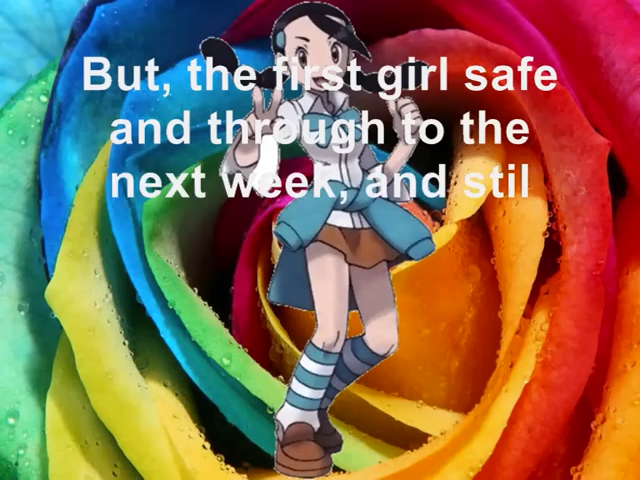 But, the first girl safe
and through to the
next week, and stil